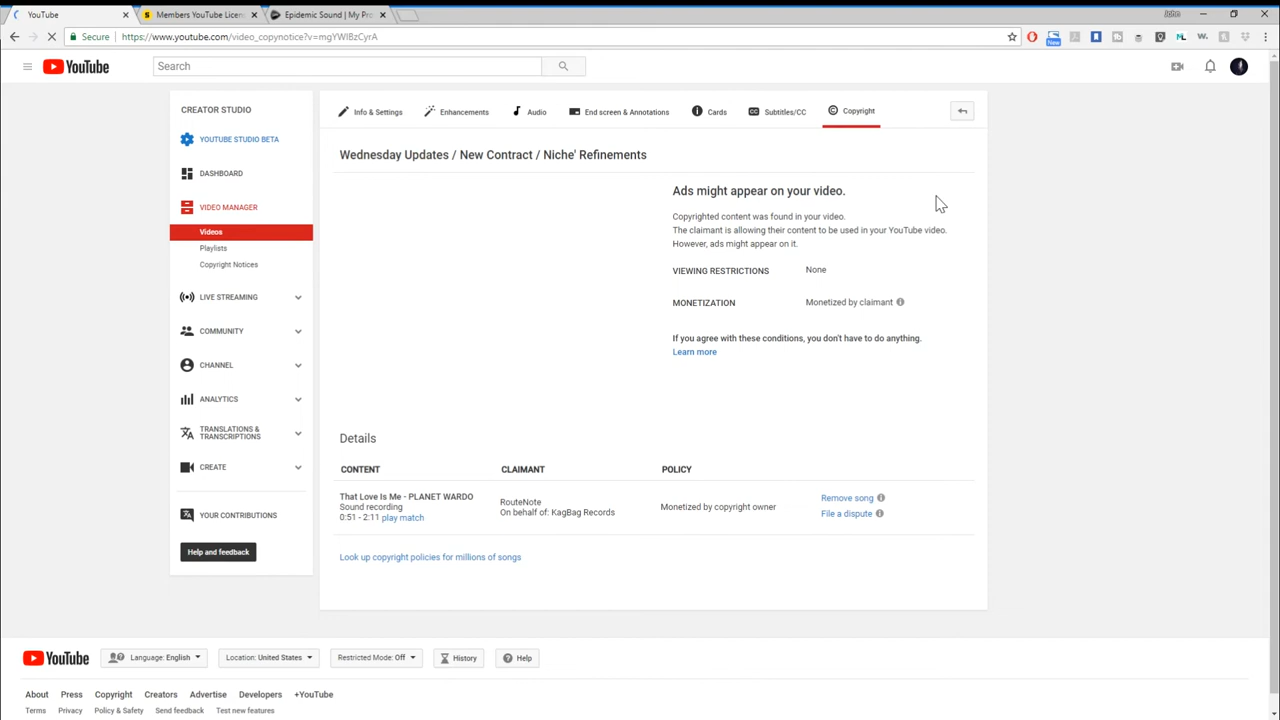 YouTube
Members YouTube Licen
Epidemic Sound | My Pro
John
Secure
https://www.youtube.com/video_copynotice?v=mgYWIBzCyrA
New
YouTube
Search
CREATOR STUDIO
YOUTUBE STUDIO BETA
DASHBOARD
VIDEO MANAGER
Videos
Playlists
Copyright Notices
LIVE STREAMING
COMMUNITY
CHANNEL
ANALYTICS
TRANSLATIONS &
TRANSCRIPTIONS
CREATE
YOUR CONTRIBUTIONS
Help and feedback
Info & Settings
Enhancements
Audio
End screen & Annotations
Cards
Subtitles/CC
Copyright
Wednesday Updates / New Contract / Niche' Refinements
Ads might appear on your video.
Copyrighted content was found in your video.
The claimant is allowing their content to be used in your YouTube video.
However, ads might appear on it.
VIEWING RESTRICTIONS None
MONETIZATION Monetized by claimant
If you agree with these conditions, you don't have to do anything.
Learn more
Details
CONTENT CLAIMANT POLICY
That Love Is Me - PLANET WARDO
Sound recording
0:51 - 2:11 play match
RouteNote
On behalf of: KagBag Records
Monetized by copyright owner
Remove song
File a dispute
Look up copyright policies for millions of songs
YouTube
Language: English
Location: United States
Restricted Mode: Off
History
Help
About Press Copyright Creators Advertise Developers +YouTube
Terms Privacy Policy & Safety Send feedback Test new features